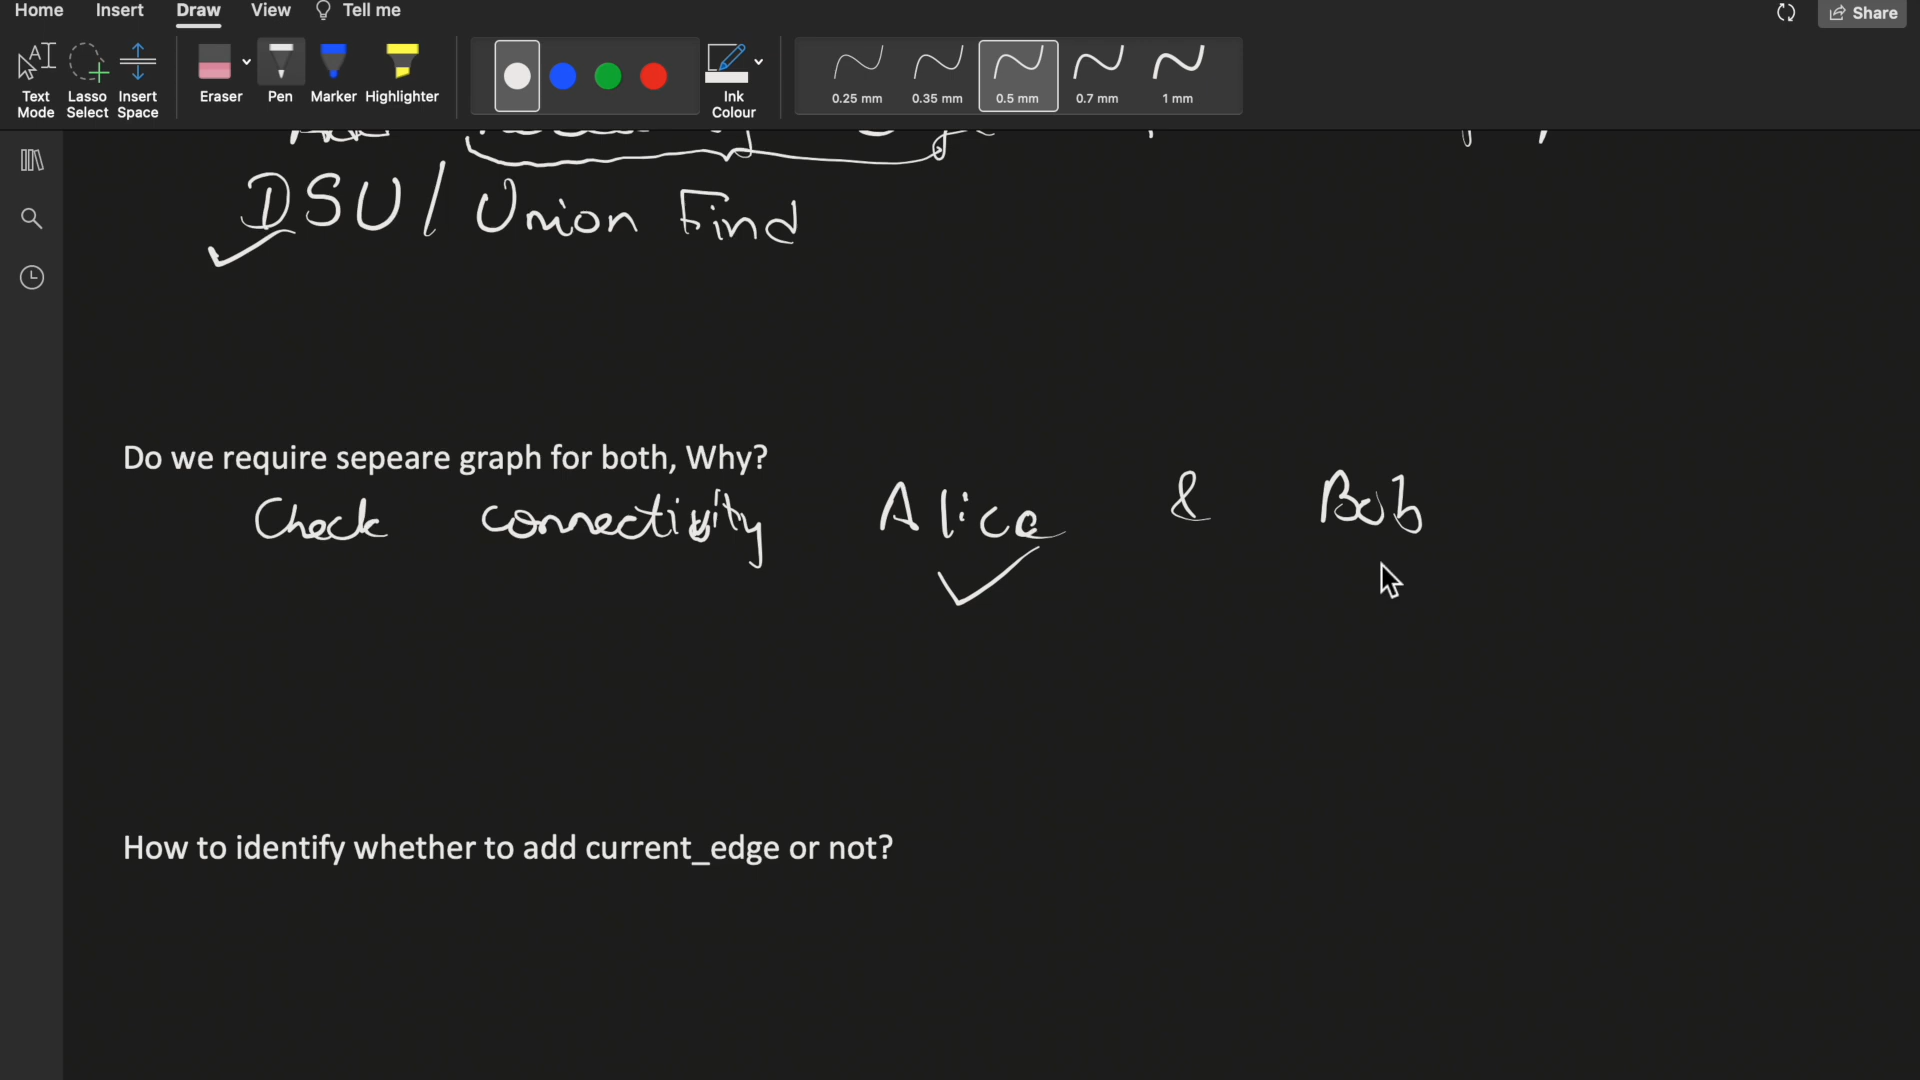 Home Insert Draw View Tell me Share
Text Mode Lasso Select Insert Space Eraser Pen Marker Highlighter Ink Colour 0.25 mm 0.35 mm 0.5 mm 0.7 mm 1 mm
DSU / Union Find
Do we require sepeare graph for both, Why?
Check connectivity Alice & Bob
How to identify whether to add current_edge or not?